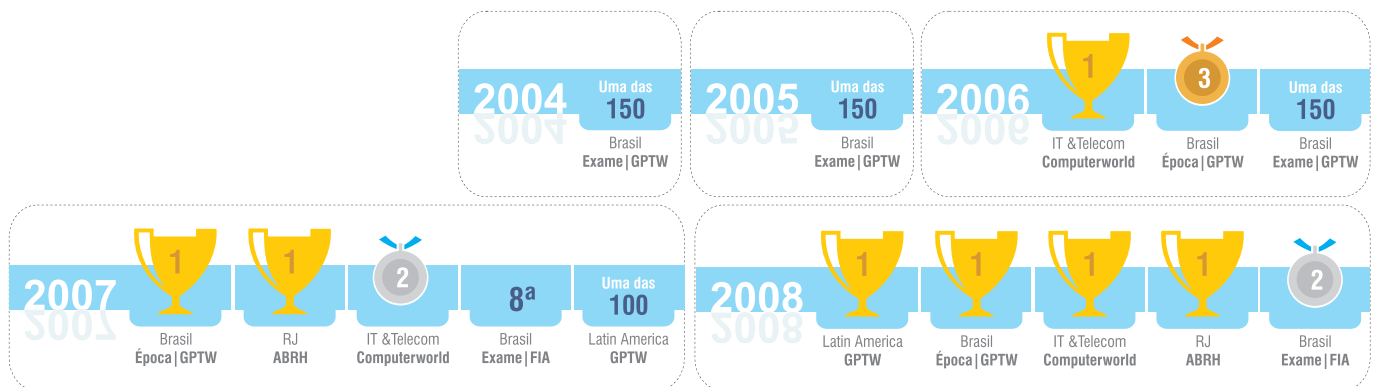 2004
Uma das
150
Brasil
Exame|GPTW
2005
Uma das
150
Brasil
Exame|GPTW
2006
1
IT &Telecom
Computerworld
3
Brasil
Época|GPTW
Uma das
150
Brasil
Exame|GPTW
2007
1
Brasil
Época|GPTW
1
RJ
ABRH
2
IT &Telecom
Computerworld
8ª
Brasil
Exame|FIA
Uma das
100
Latin America
GPTW
2008
1
Latin America
GPTW
1
Brasil
Época|GPTW
1
IT &Telecom
Computerworld
1
RJ
ABRH
2
Brasil
Exame|FIA